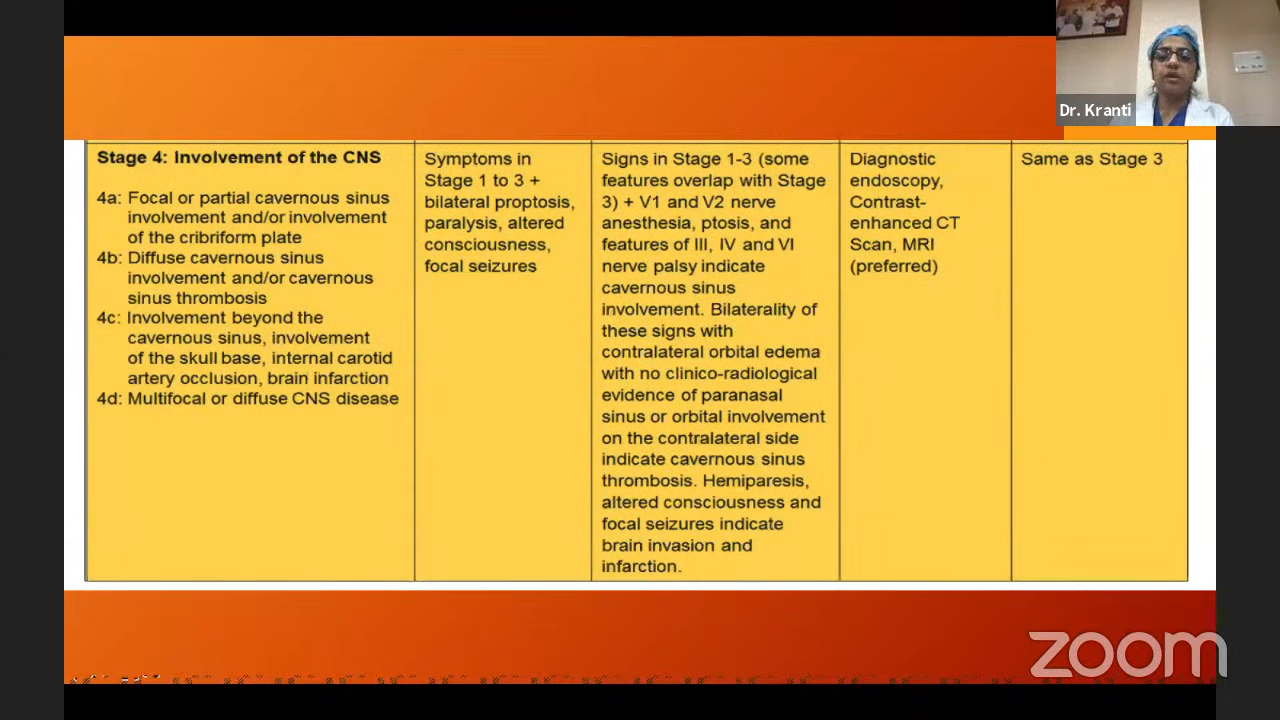 Dr. Kranti
Stage 4: Involvement of the CNS
4a: Focal or partial cavernous sinus
involvement and/or involvement
of the cribriform plate
4b: Diffuse cavernous sinus
involvement and/or cavernous
sinus thrombosis
4c: Involvement beyond the
cavernous sinus, involvement
of the skull base, internal carotid
artery occlusion, brain infarction
4d: Multifocal or diffuse CNS disease
Symptoms in
Stage 1 to 3 +
bilateral proptosis,
paralysis, altered
consciousness,
focal seizures
Signs in Stage 1-3 (some
features overlap with Stage
3) + V1 and V2 nerve
anesthesia, ptosis, and
features of III, IV and VI
nerve palsy indicate
cavernous sinus
involvement. Bilaterality of
these signs with
contralateral orbital edema
with no clinico-radiological
evidence of paranasal
sinus or orbital involvement
on the contralateral side
indicate cavernous sinus
thrombosis. Hemiparesis,
altered consciousness and
focal seizures indicate
brain invasion and
infarction.
Diagnostic
endoscopy,
Contrast-
enhanced CT
Scan, MRI
(preferred)
Same as Stage 3
zoom